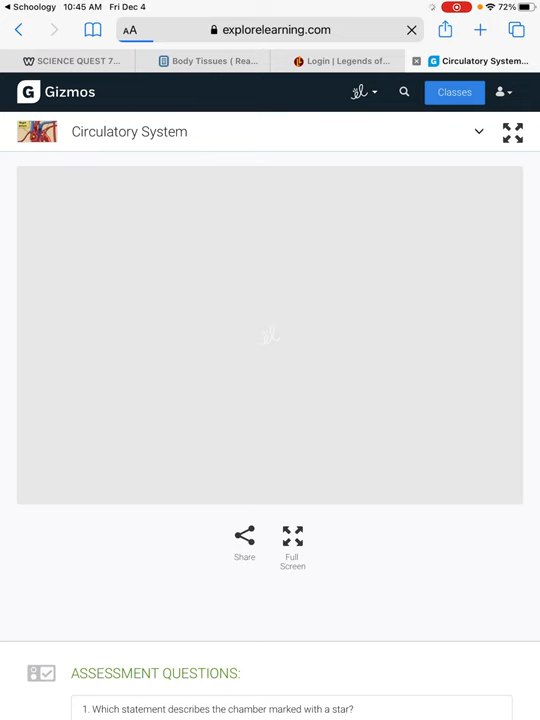 Schoology 10:45 AM Fri Dec 4 72%
AA explorelearning.com
SCIENCE QUEST 7... Body Tissues ( Rea... Login | Legends of... Circulatory System...
G Gizmos el Classes
Circulatory System
el
Share Full
Screen
ASSESSMENT QUESTIONS:
1. Which statement describes the chamber marked with a star?